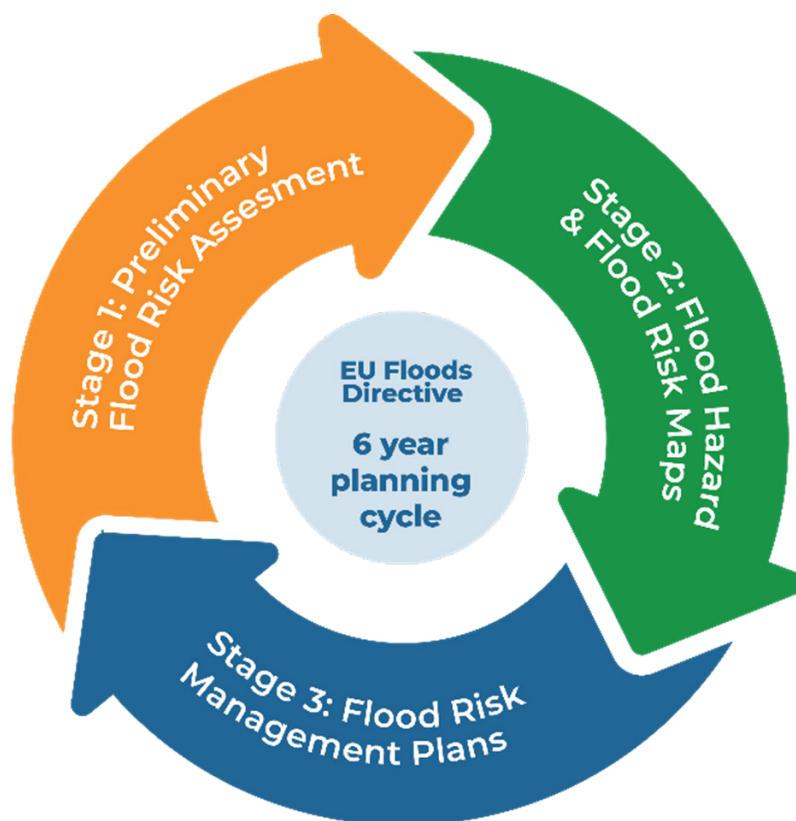 Stage 1: Preliminary
Flood Risk Assesment
Stage 2: Flood Hazard
& Flood Risk Maps
Stage 3: Flood Risk
Management Plans
EU Floods
Directive
6 year
planning
cycle